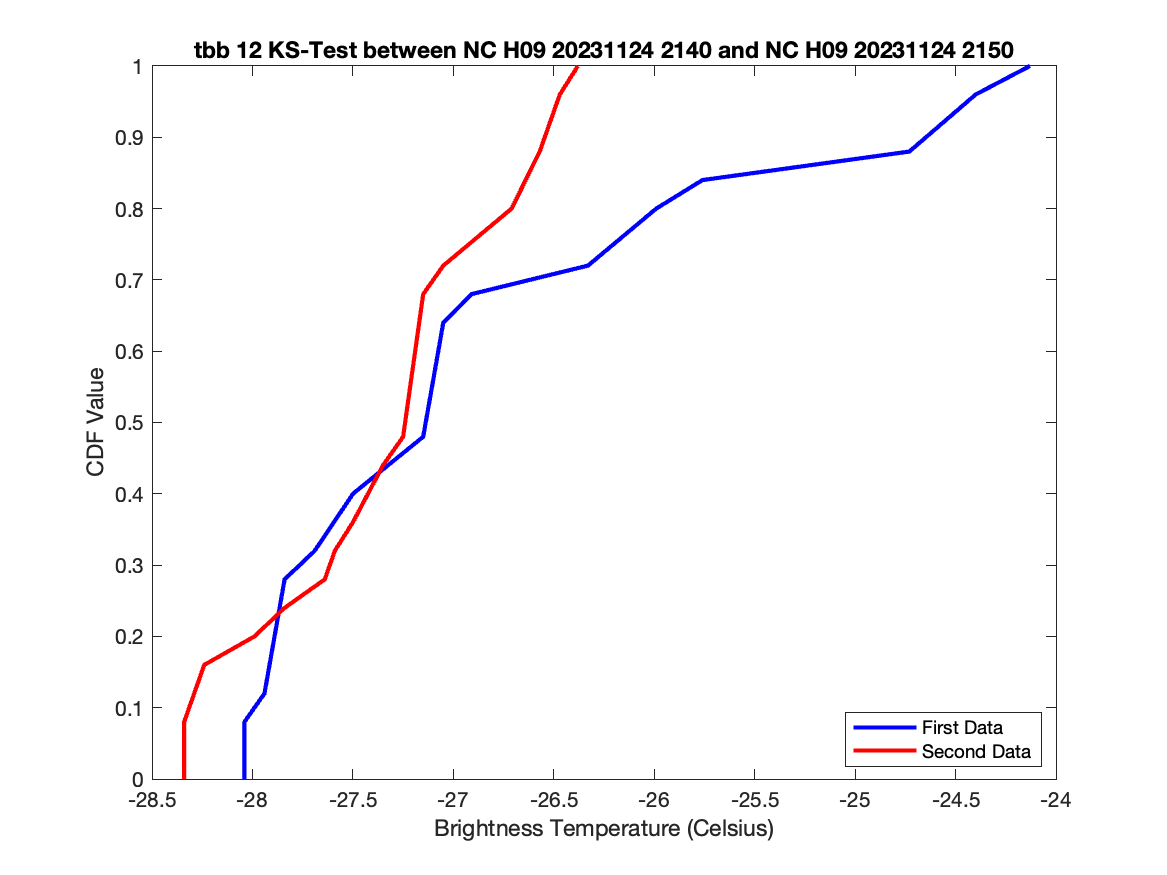 tbb 12 KS-Test between NC H09 20231124 2140 and NC H09 20231124 2150
1
0.9
0.8
0.7
0.6
0.5
0.4
0.3
0.2
0.1
0
CDF Value
First Data
Second Data
-28.5 -28 -27.5 -27 -26.5 -26 -25.5 -25 -24.5 -24
Brightness Temperature (Celsius)